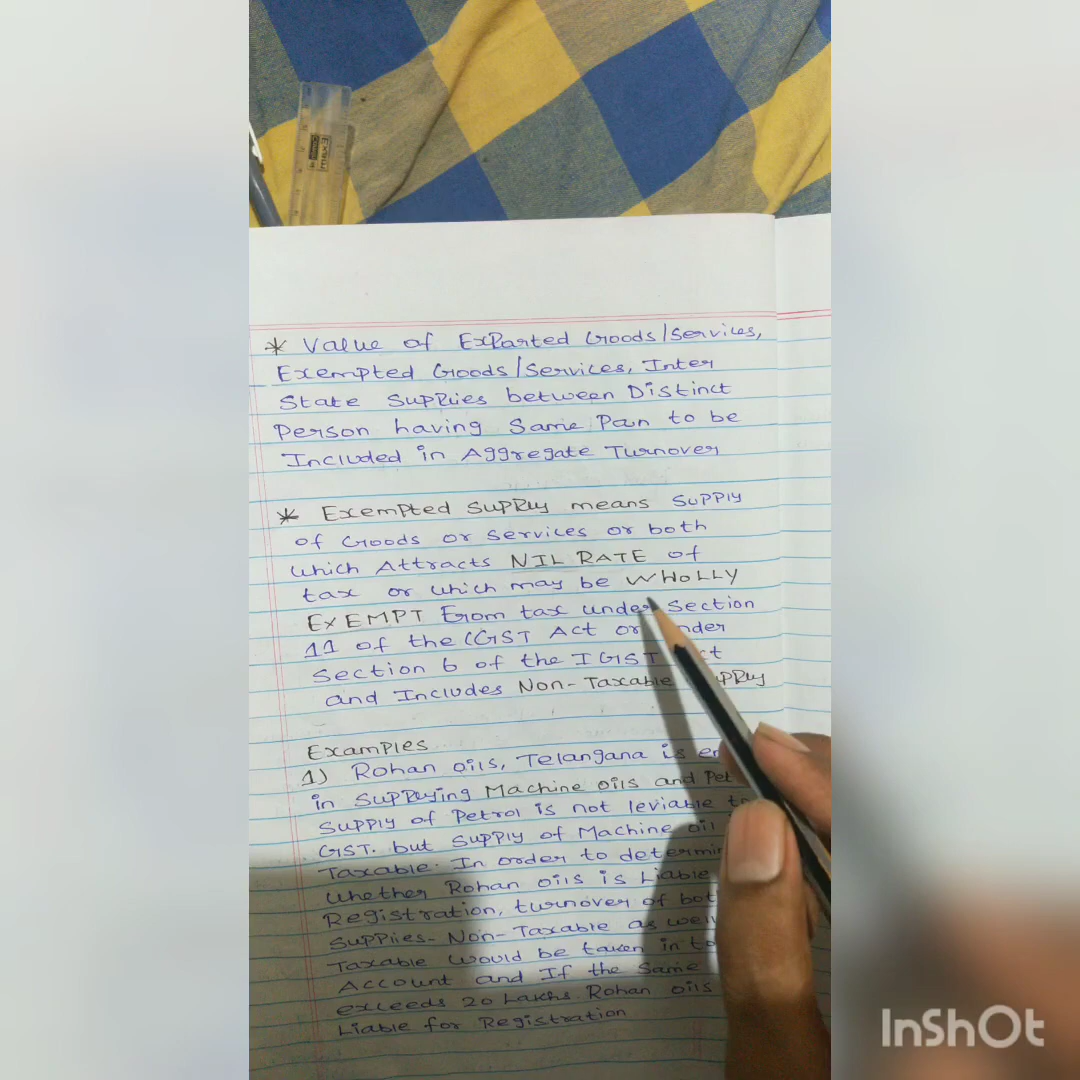 * Value of Exported Goods/Services,
Exempted Goods/Services, Inter
State Supplies between Distinct
Person having Same Pan to be
Included in Aggregate Turnover
* Exempted Supply means Supply
of Goods or Services or both
which Attracts NIL RATE of
tax or which may be WHOLLY
EXEMPT From tax under Section
11 of the CGST Act or under
Section 6 of the IGST
and Includes Non-Taxable
Examples
1) Rohan oils, Telangana is
in Supplying Machine oils and
Supply of Petrol is not leviable
GST. but Supply of Machine oil
Taxable. In order to
whether Rohan oils is Liable
Registration, turnover of
Supplies- Non-Taxable as
Taxable would be taken in
Account and If the Same
exceeds 20 Lakhs. Rohan oils
Liable for Registration
InShOt